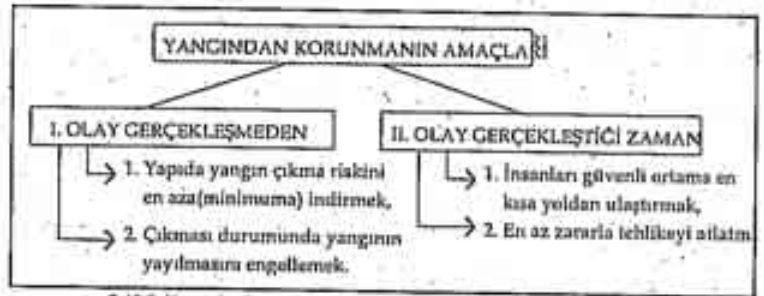 YANGINDAN KORUNMANIN AMAÇLA
I. OLAY GERÇEKLEŞMEDEN
1. Yapıda yangın çıkma riskini
en aza(minimuma) indirmek,
2. Çıkması durumunda yangının
yayılmasını engellemek.
II. OLAY GERÇEKLEŞTİĞİ ZAMAN
1. İnsanları güvenli ortama en
kısa yoldan ulaştırmak,
2. En az zararla tehlikeyi atlatm